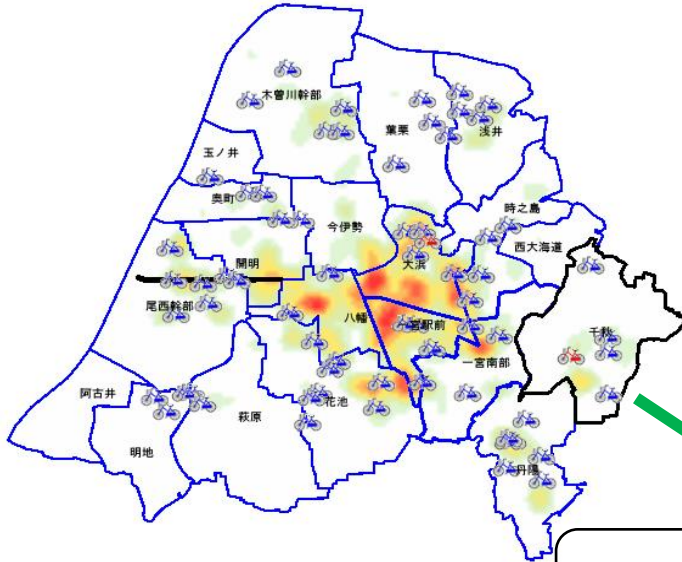 木曽川幹部
葉栗
浅井
玉ノ井
奥町
時之島
今伊勢
西大海道
大浜
開明
尾西幹部
八幡
一宮駅前
千秋
一宮南部
阿古井
萩原
花池
明地
丹陽